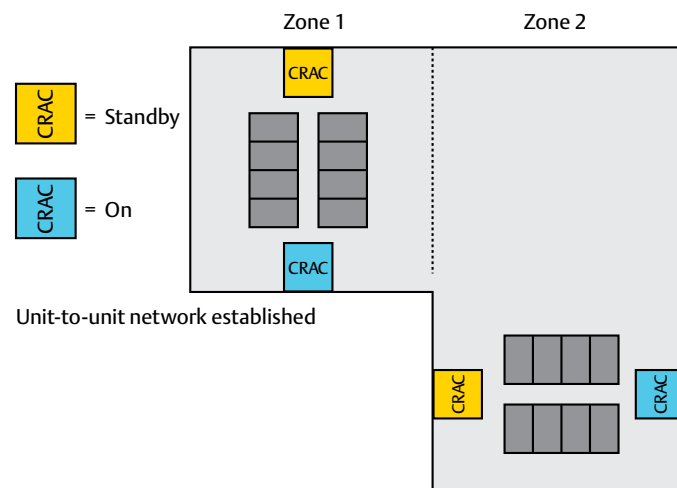 Zone 1
Zone 2
CRAC
CRAC
= Standby
CRAC
= On
CRAC
Unit-to-unit network established
CRAC
CRAC